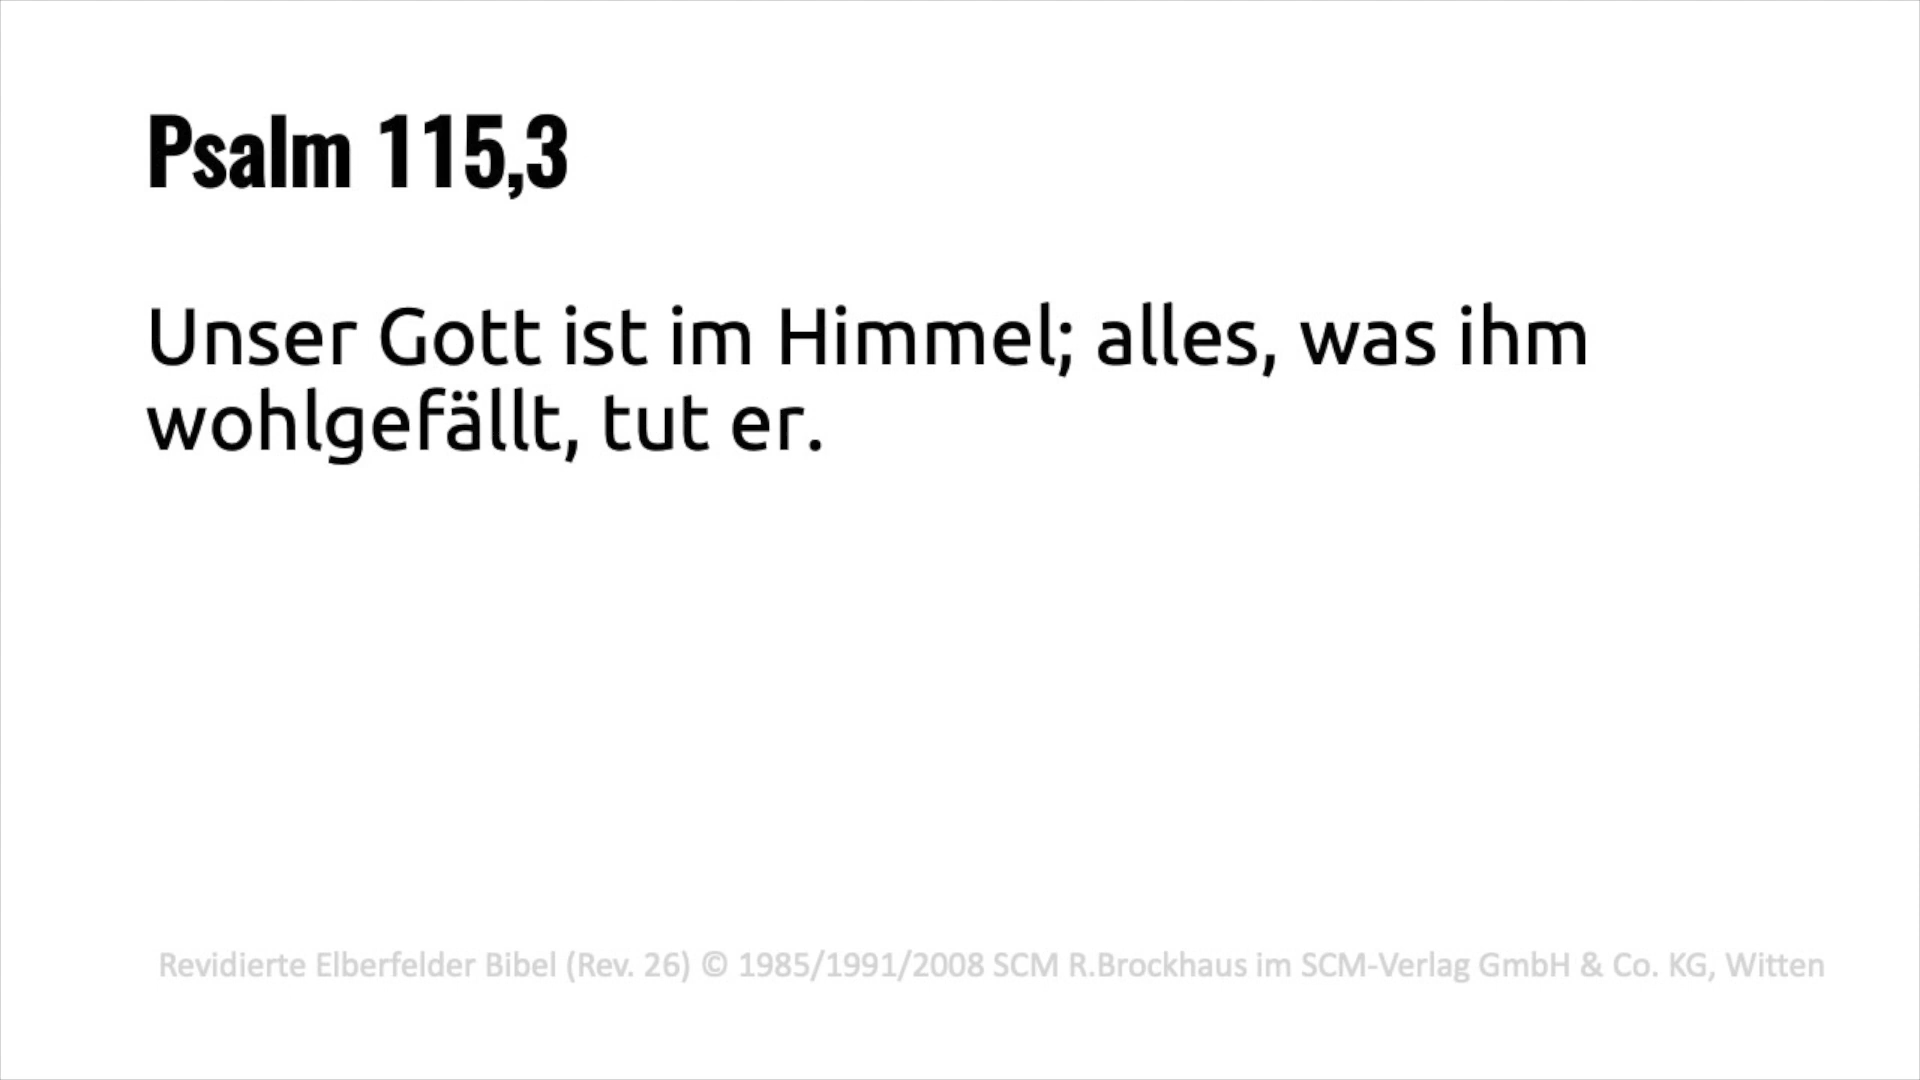 Psalm 115,3
Unser Gott ist im Himmel; alles, was ihm
wohlgefällt, tut er.
Revidierte Elberfelder Bibel (Rev. 26) © 1985/1991/2008 SCM R.Brockhaus im SCM-Verlag GmbH & Co. KG, Witten